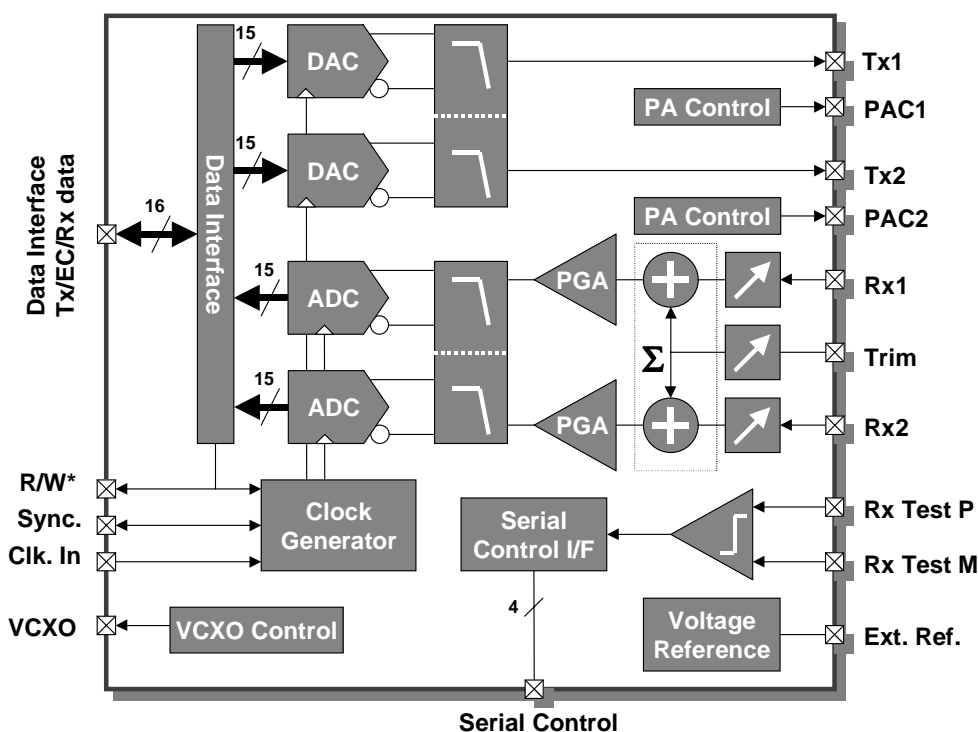 15
DAC
Tx1
PA Control
PAC1
15
DAC
Tx2
PA Control
PAC2
Data Interface
Tx/EC/Rx data
16
Data Interface
15
ADC
PGA
Rx1
Σ
Trim
15
ADC
PGA
Rx2
R/W*
Sync.
Clk. In
Clock
Generator
Serial
Control I/F
Rx Test P
Rx Test M
4
VCXO
VCXO Control
Voltage
Reference
Ext. Ref.
Serial Control